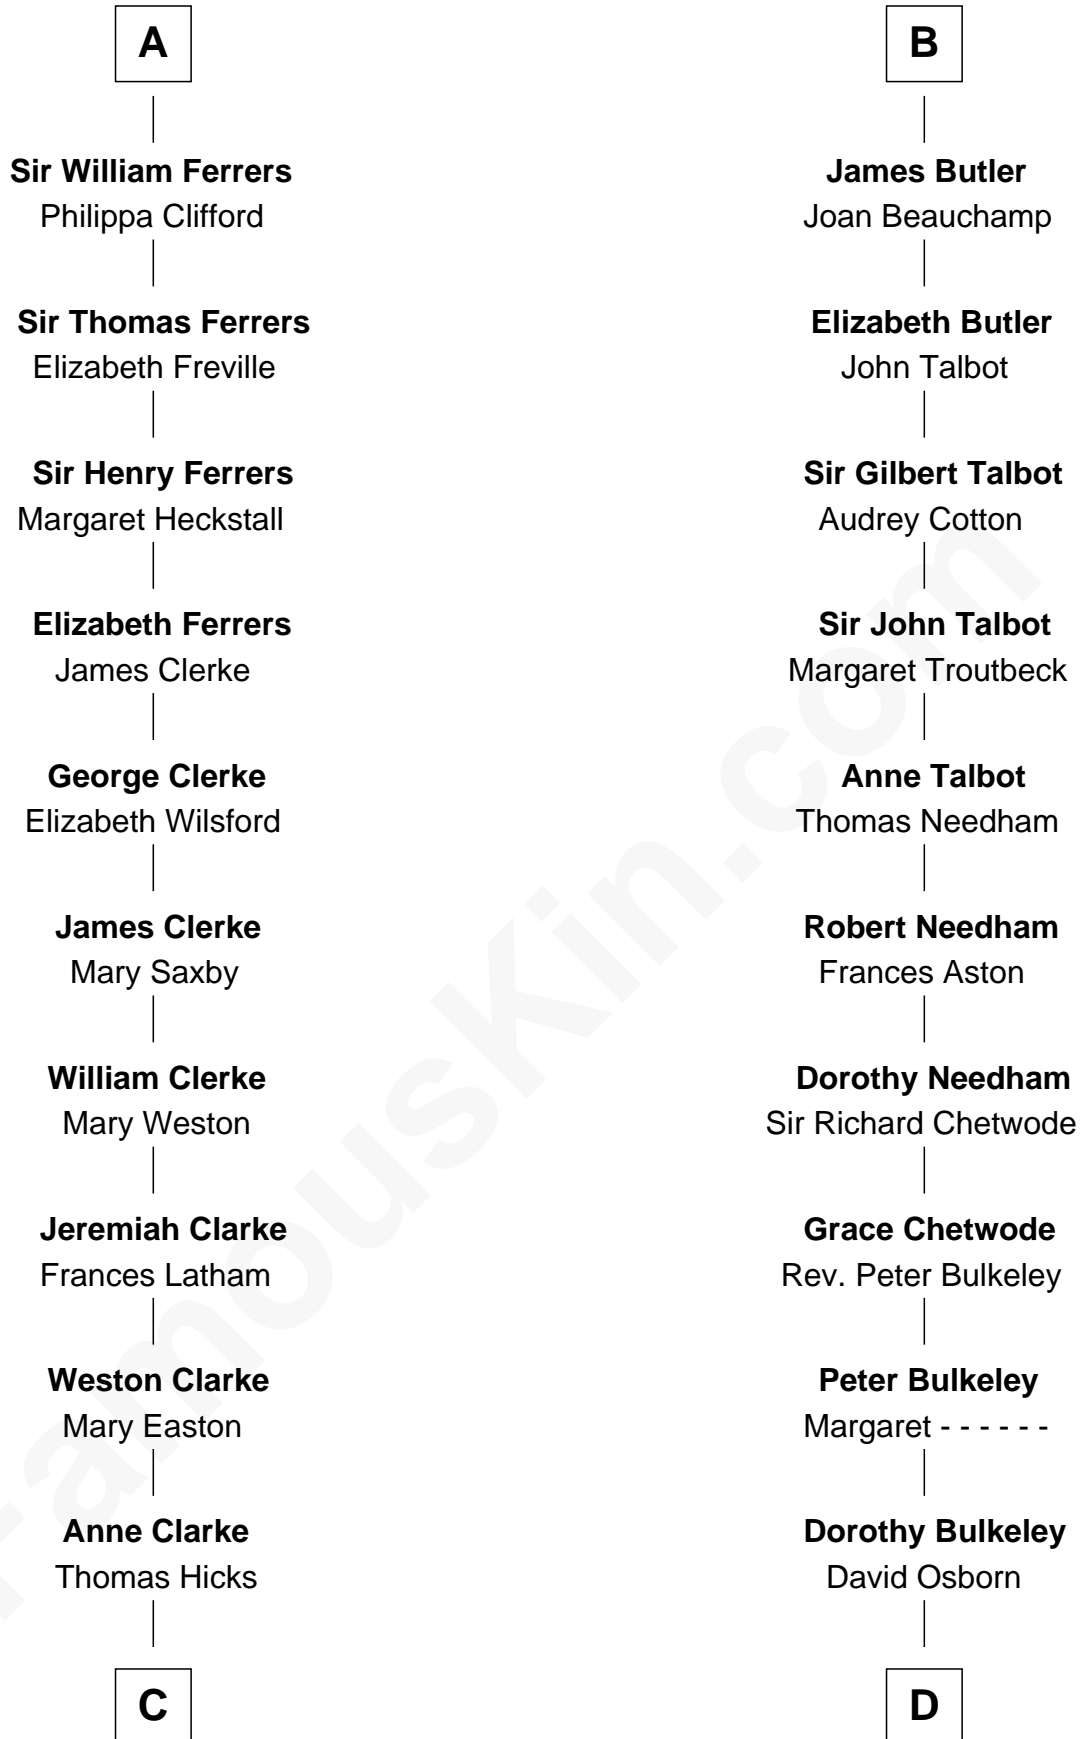 A
Sir William Ferrers
Philippa Clifford
Sir Thomas Ferrers
Elizabeth Freville
Sir Henry Ferrers
Margaret Heckstall
Elizabeth Ferrers
James Clerke
George Clerke
Elizabeth Wilsford
James Clerke
Mary Saxby
William Clerke
Mary Weston
Jeremiah Clarke
Frances Latham
Weston Clarke
Mary Easton
Anne Clarke
Thomas Hicks
C
B
James Butler
Joan Beauchamp
Elizabeth Butler
John Talbot
Sir Gilbert Talbot
Audrey Cotton
Sir John Talbot
Margaret Troutbeck
Anne Talbot
Thomas Needham
Robert Needham
Frances Aston
Dorothy Needham
Sir Richard Chetwode
Grace Chetwode
Rev. Peter Bulkeley
Peter Bulkeley
Margaret - - - - - -
Dorothy Bulkeley
David Osborn
D
FamousKin.com